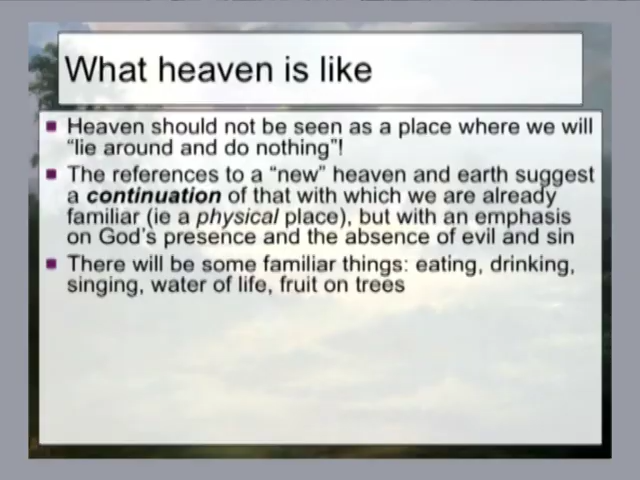 What heaven is like
Heaven should not be seen as a place where we will
“lie around and do nothing”!
The references to a “new” heaven and earth suggest
a continuation of that with which we are already
familiar (ie a physical place), but with an emphasis
on God’s presence and the absence of evil and sin
There will be some familiar things: eating, drinking,
singing, water of life, fruit on trees